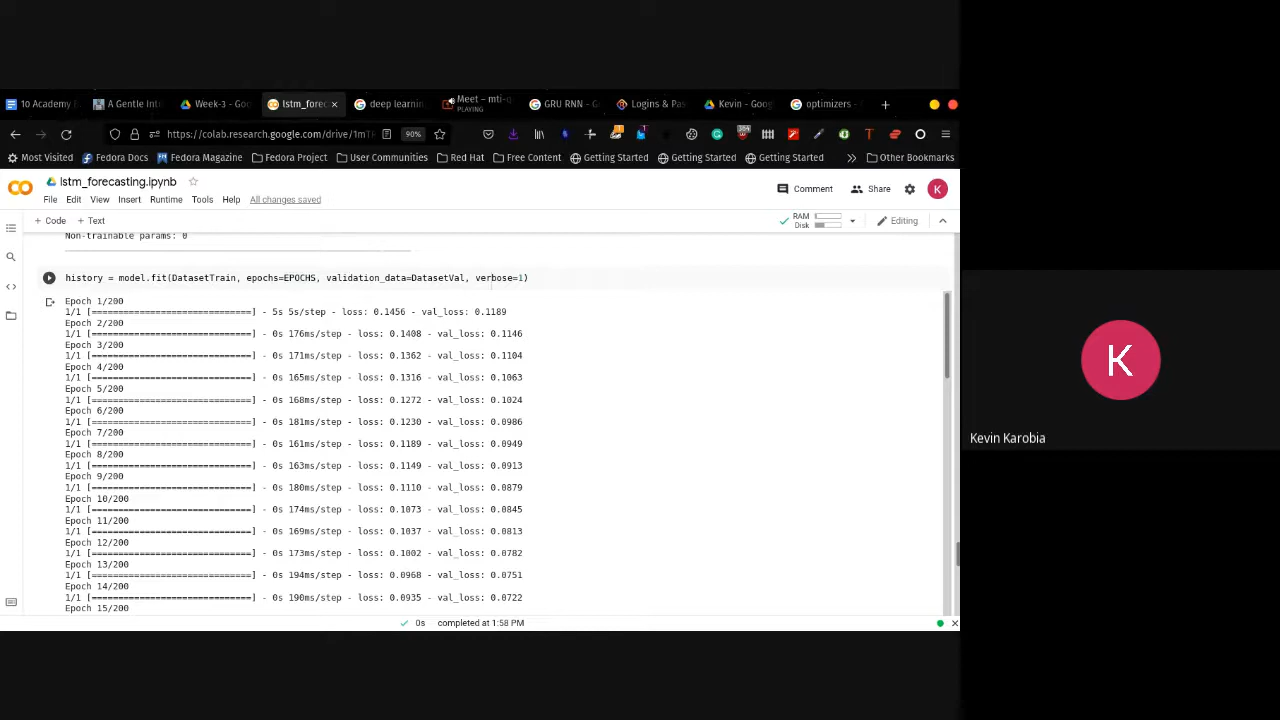 10 Academy
A Gentle Int
Week-3 - Goo
lstm_forec
deep learnin
Meet – mti-q
PLAYING
GRU RNN - G
Logins & Pas
Kevin - Goog
optimizers -
https://colab.research.google.com/drive/1mT
90%
Most Visited
Fedora Docs
Fedora Magazine
Fedora Project
User Communities
Red Hat
Free Content
Getting Started
Getting Started
Getting Started
Other Bookmarks
lstm_forecasting.ipynb
Comment
Share
K
File Edit View Insert Runtime Tools Help All changes saved
+ Code + Text
RAM
Disk
Editing
Non-trainable params: 0
history = model.fit(DatasetTrain, epochs=EPOCHS, validation_data=DatasetVal, verbose=1)
Epoch 1/200
1/1 [==============================] - 5s 5s/step - loss: 0.1456 - val_loss: 0.1189
Epoch 2/200
1/1 [==============================] - 0s 176ms/step - loss: 0.1408 - val_loss: 0.1146
Epoch 3/200
1/1 [==============================] - 0s 171ms/step - loss: 0.1362 - val_loss: 0.1104
Epoch 4/200
1/1 [==============================] - 0s 165ms/step - loss: 0.1316 - val_loss: 0.1063
Epoch 5/200
1/1 [==============================] - 0s 168ms/step - loss: 0.1272 - val_loss: 0.1024
Epoch 6/200
1/1 [==============================] - 0s 181ms/step - loss: 0.1230 - val_loss: 0.0986
Epoch 7/200
1/1 [==============================] - 0s 161ms/step - loss: 0.1189 - val_loss: 0.0949
Epoch 8/200
1/1 [==============================] - 0s 163ms/step - loss: 0.1149 - val_loss: 0.0913
Epoch 9/200
1/1 [==============================] - 0s 180ms/step - loss: 0.1110 - val_loss: 0.0879
Epoch 10/200
1/1 [==============================] - 0s 174ms/step - loss: 0.1073 - val_loss: 0.0845
Epoch 11/200
1/1 [==============================] - 0s 169ms/step - loss: 0.1037 - val_loss: 0.0813
Epoch 12/200
1/1 [==============================] - 0s 173ms/step - loss: 0.1002 - val_loss: 0.0782
Epoch 13/200
1/1 [==============================] - 0s 194ms/step - loss: 0.0968 - val_loss: 0.0751
Epoch 14/200
1/1 [==============================] - 0s 190ms/step - loss: 0.0935 - val_loss: 0.0722
Epoch 15/200
0s completed at 1:58 PM
K
Kevin Karobia